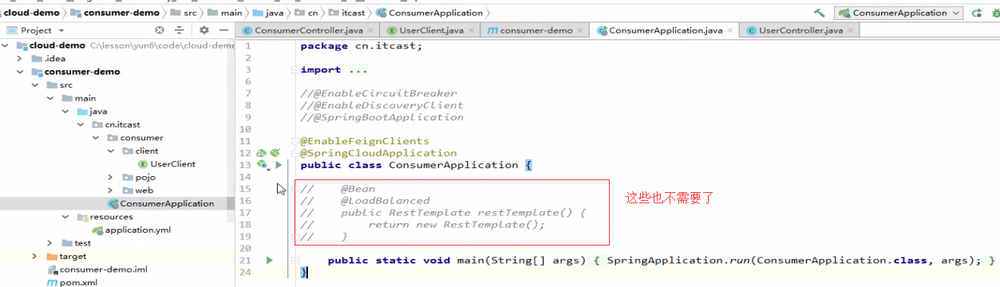 cloud-demo consumer-demo src main java cn itcast ConsumerApplication
ConsumerApplication
Project
ConsumerController.java
UserClient.java
consumer-demo
ConsumerApplication.java
UserController.java
cloud-demo C:\lesson\yun6\code\cloud-demo
.idea
consumer-demo
src
main
java
cn.itcast
consumer
client
UserClient
pojo
web
ConsumerApplication
resources
application.yml
test
target
consumer-demo.iml
pom.xml
1 package cn.itcast;
2
3 import ...
6
7 //@EnableCircuitBreaker
8 //@EnableDiscoveryClient
9 //@SpringBootApplication
10
11 @EnableFeignClients
12 @SpringCloudApplication
13 public class ConsumerApplication {
14
15 // @Bean
16 // @LoadBalanced
17 // public RestTemplate restTemplate() {
18 // return new RestTemplate();
19 // }
20
21 public static void main(String[] args) { SpringApplication.run(ConsumerApplication.class, args); }
24 }
这些也不需要了